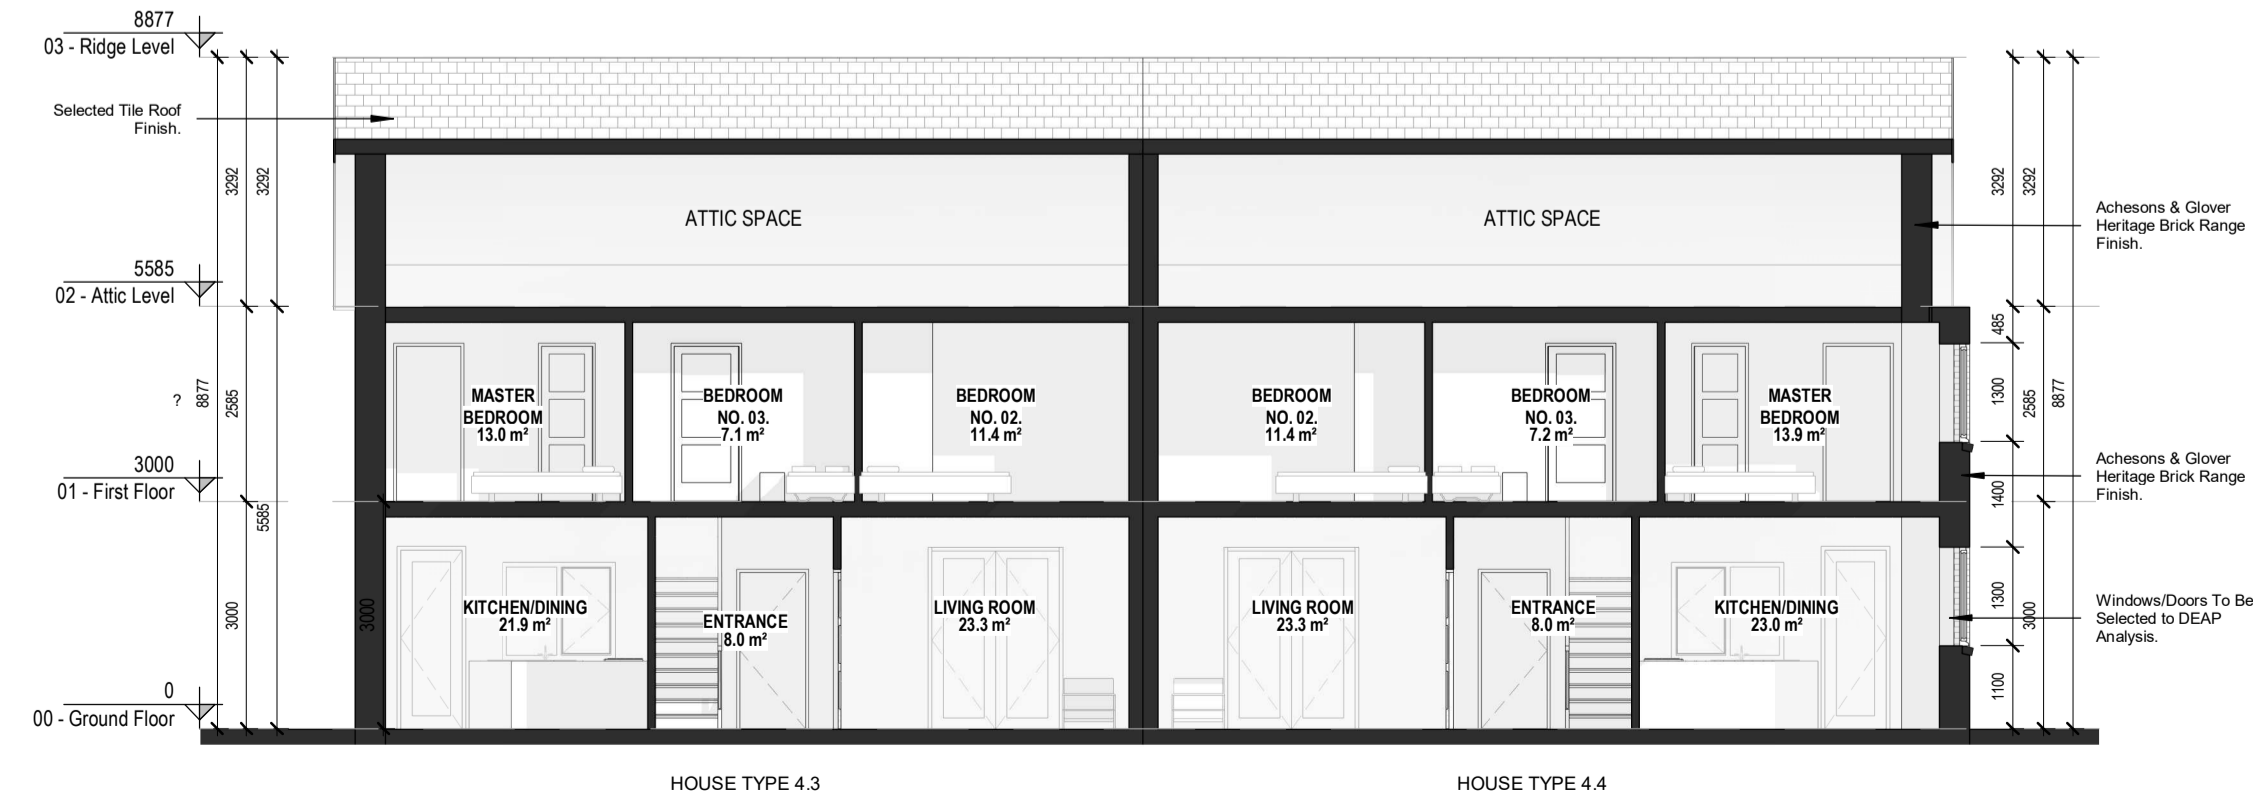 8877
03 - Ridge Level
Selected Tile Roof
Finish.
3292
3292
3292
3292
ATTIC SPACE
ATTIC SPACE
Achesons & Glover
Heritage Brick Range
Finish.
5585
02 - Attic Level
485
?
8877
2585
1300
2585
8877
MASTER
BEDROOM
13.0 m²
BEDROOM
NO. 03.
7.1 m²
BEDROOM
NO. 02.
11.4 m²
BEDROOM
NO. 02.
11.4 m²
BEDROOM
NO. 03.
7.2 m²
MASTER
BEDROOM
13.9 m²
3000
01 - First Floor
5585
1400
Achesons & Glover
Heritage Brick Range
Finish.
3000
3000
KITCHEN/DINING
21.9 m²
ENTRANCE
8.0 m²
LIVING ROOM
23.3 m²
LIVING ROOM
23.3 m²
ENTRANCE
8.0 m²
KITCHEN/DINING
23.0 m²
1300
3000
Windows/Doors To Be
Selected to DEAP
Analysis.
1100
0
00 - Ground Floor
HOUSE TYPE 4.3
HOUSE TYPE 4.4